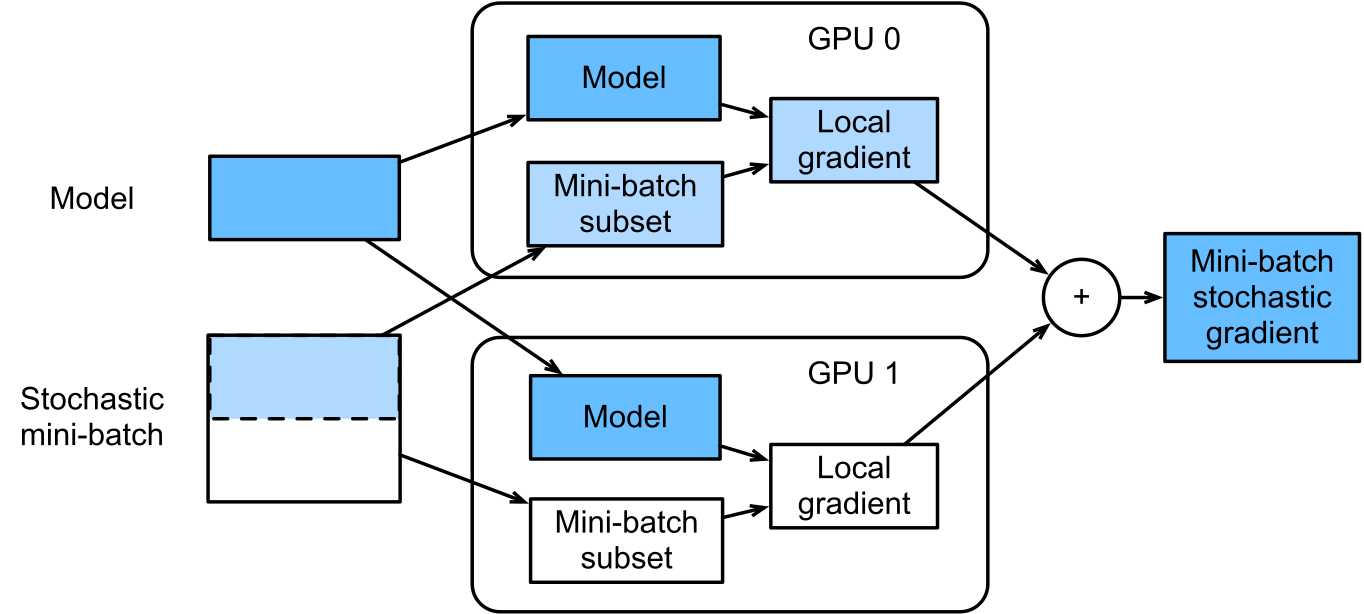 Model
Stochastic
mini-batch
GPU 0
Model
Mini-batch
subset
Local
gradient
GPU 1
Model
Mini-batch
subset
Local
gradient
+
Mini-batch
stochastic
gradient